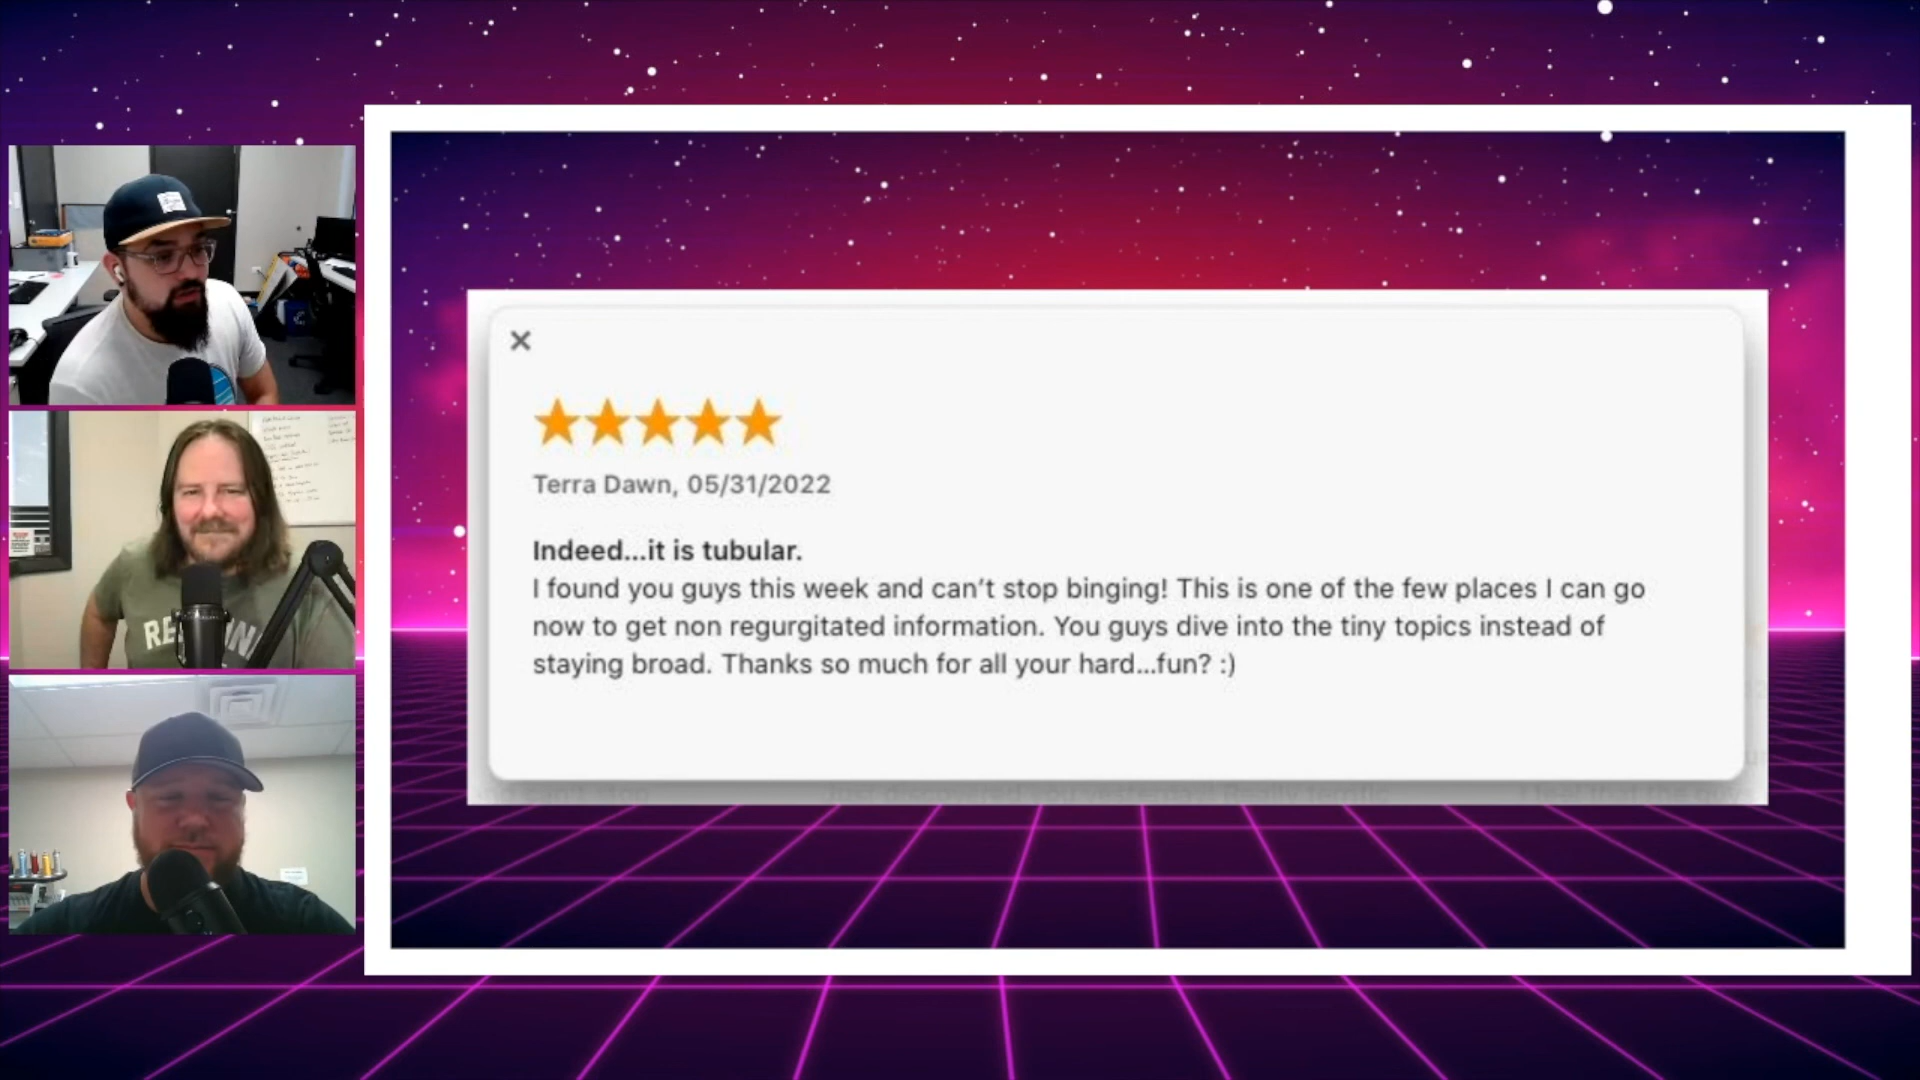 Terra Dawn, 05/31/2022
Indeed...it is tubular.
I found you guys this week and can’t stop binging! This is one of the few places I can go
now to get non regurgitated information. You guys dive into the tiny topics instead of
staying broad. Thanks so much for all your hard...fun? :)